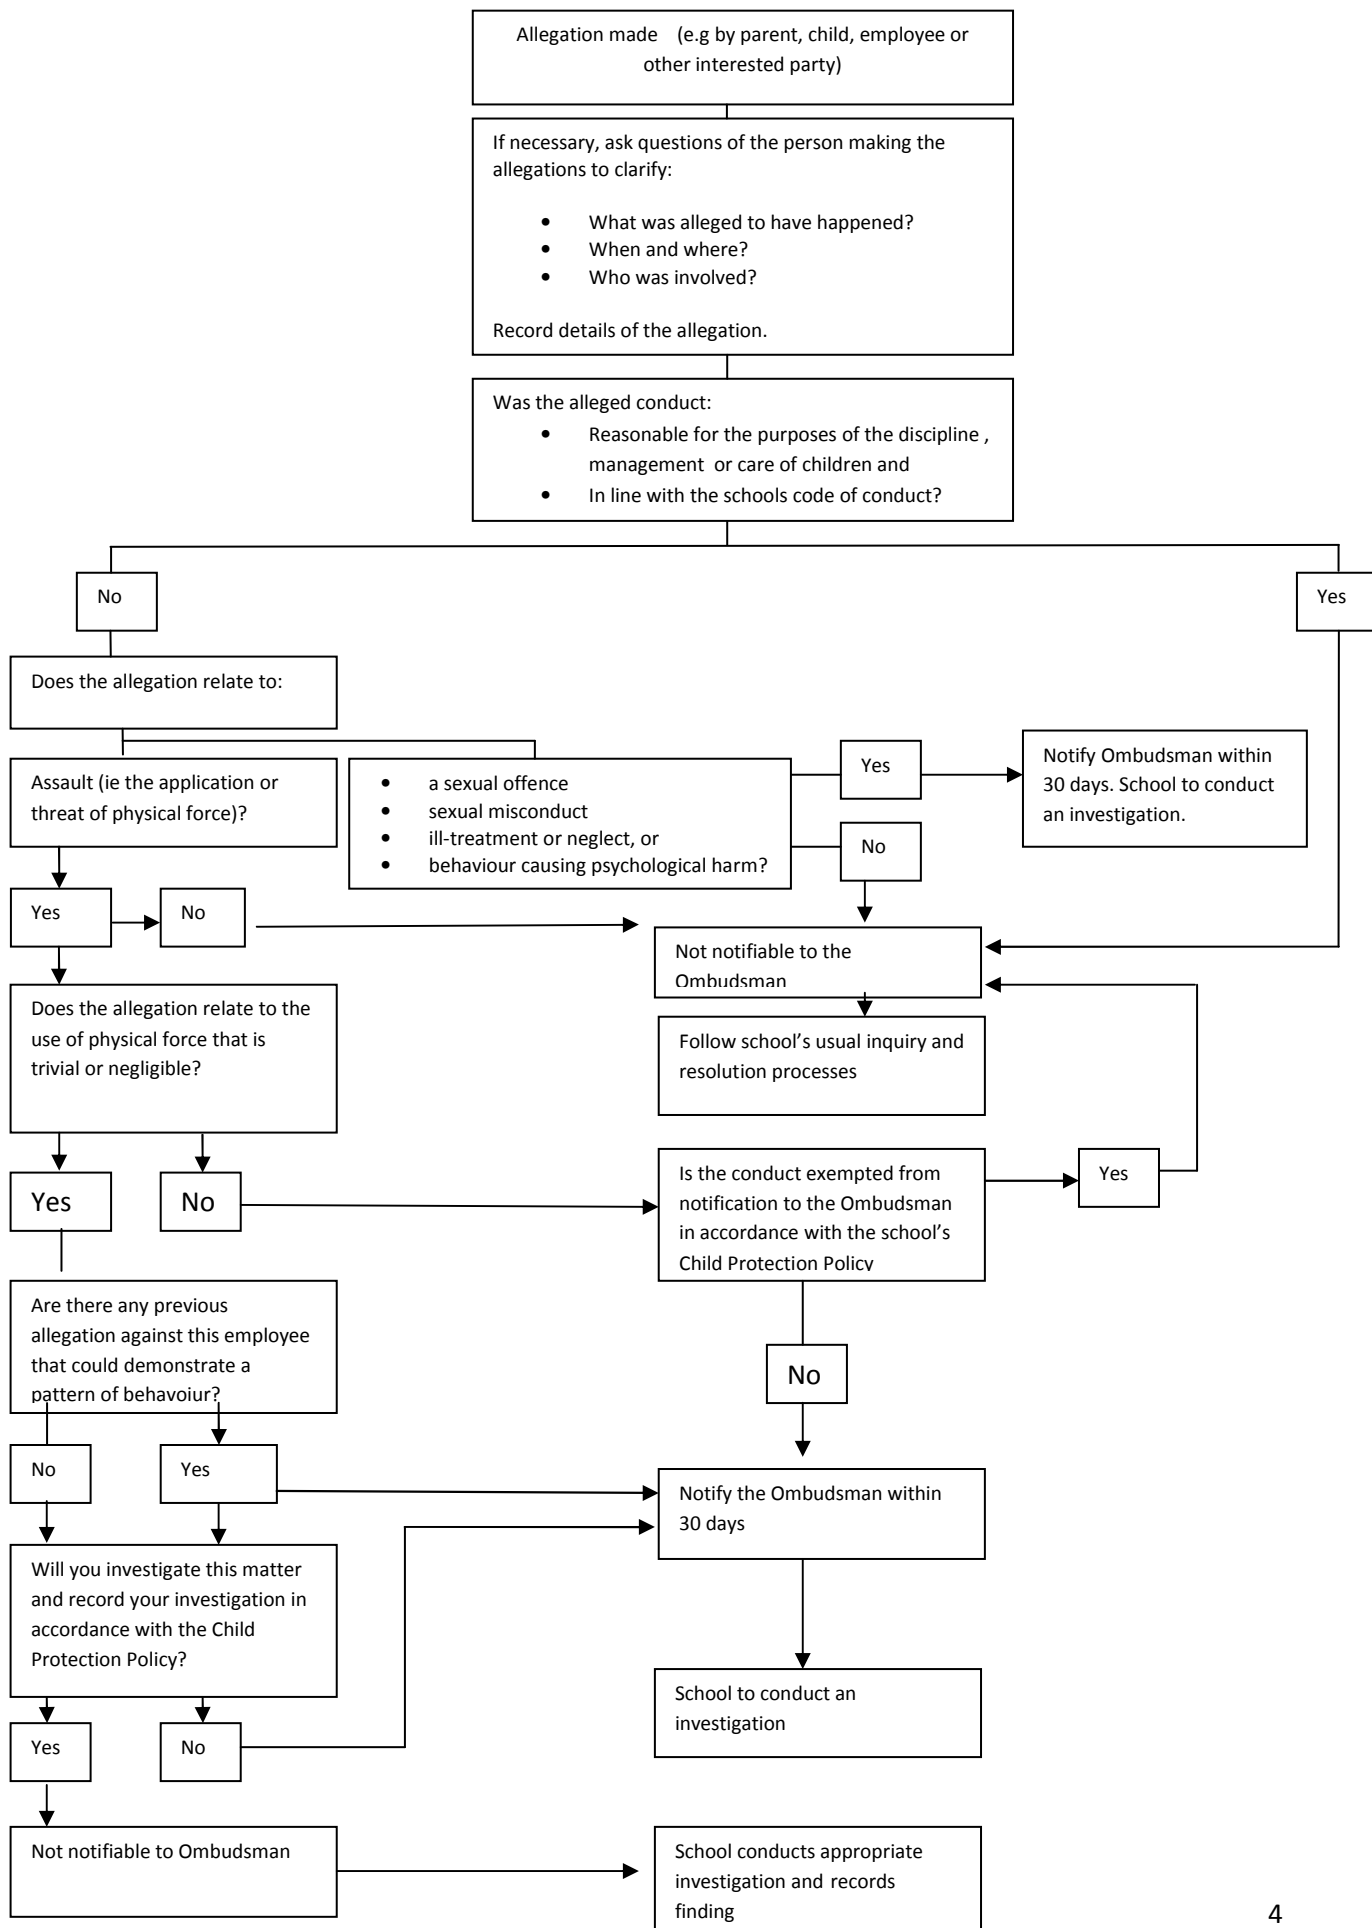 Allegation made (e.g by parent, child, employee or
other interested party)
If necessary, ask questions of the person making the
allegations to clarify:
• What was alleged to have happened?
• When and where?
• Who was involved?
Record details of the allegation.
Was the alleged conduct:
• Reasonable for the purposes of the discipline ,
management or care of children and
• In line with the schools code of conduct?
No
Yes
Does the allegation relate to:
Assault (ie the application or
threat of physical force)?
• a sexual offence
• sexual misconduct
• ill-treatment or neglect, or
• behaviour causing psychological harm?
Yes
No
Notify Ombudsman within
30 days. School to conduct
an investigation.
Yes
No
Not notifiable to the
Ombudsman
Follow school’s usual inquiry and
resolution processes
Does the allegation relate to the
use of physical force that is
trivial or negligible?
Yes
No
Is the conduct exempted from
notification to the Ombudsman
in accordance with the school’s
Child Protection Policy
Yes
No
Are there any previous
allegation against this employee
that could demonstrate a
pattern of behavoiur?
No
Yes
Notify the Ombudsman within
30 days
Will you investigate this matter
and record your investigation in
accordance with the Child
Protection Policy?
School to conduct an
investigation
Yes
No
Not notifiable to Ombudsman
School conducts appropriate
investigation and records
finding
4